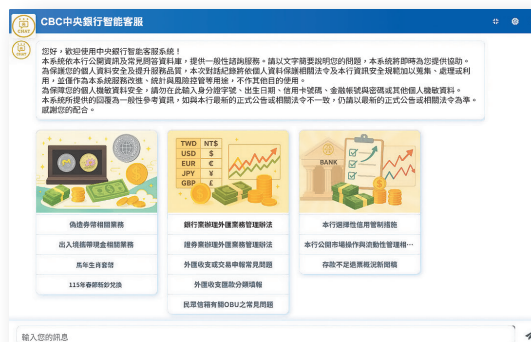 CHAT
CBC中央銀行智能客服
CHAT
您好，歡迎使用中央銀行智能客服系統！
本系統依本行公開資訊及常見問答資料庫，提供一般性諮詢服務。請以文字簡要說明您的問題，本系統將即時為您提供協助。
為保護您的個人資料安全及提升服務品質，本次對話紀錄將依個人資料保護相關法令及本行資訊安全規範加以蒐集、處理或利
用，並僅作為本系統服務改進、統計與風險控管等用途，不作其他目的使用。
為保障您的個人機敏資料安全，請勿在此輸入身分證字號、出生日期、信用卡號碼、金融帳號與密碼或其他個人機敏資料。
本系統所提供的回覆為一般性參考資訊，如與本行最新的正式公告或相關法令不一致，仍請以最新的正式公告或相關法令為準。
感謝您的配合。
TWD NT$
USD $
EUR €
JPY ¥
GBP £
BANK
偽造券幣相關業務
出入境攜帶現金相關業務
馬年生肖套幣
115年春節新鈔兌換
銀行業辦理外匯業務管理辦法
證券業辦理外匯業務管理辦法
外匯收支或交易申報常見問題
外匯收支匯款分類填報
民眾信箱有關OBU之常見問題
本行選擇性信用管制措施
本行公開市場操作與流動性管理相⋯
存款不足退票概況新聞稿
輸入您的訊息